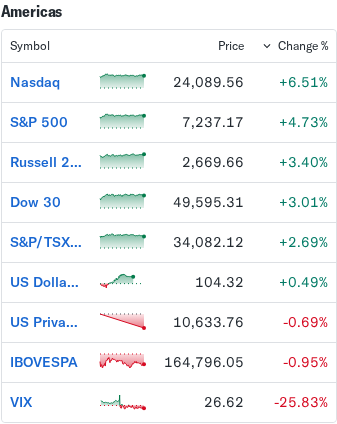 Americas
Symbol Price Change %
Nasdaq 24,089.56 +6.51%
S&P 500 7,237.17 +4.73%
Russell 2... 2,669.66 +3.40%
Dow 30 49,595.31 +3.01%
S&P/TSX... 34,082.12 +2.69%
US Dolla... 104.32 +0.49%
US Priva... 10,633.76 -0.69%
IBOVESPA 164,796.05 -0.95%
VIX 26.62 -25.83%